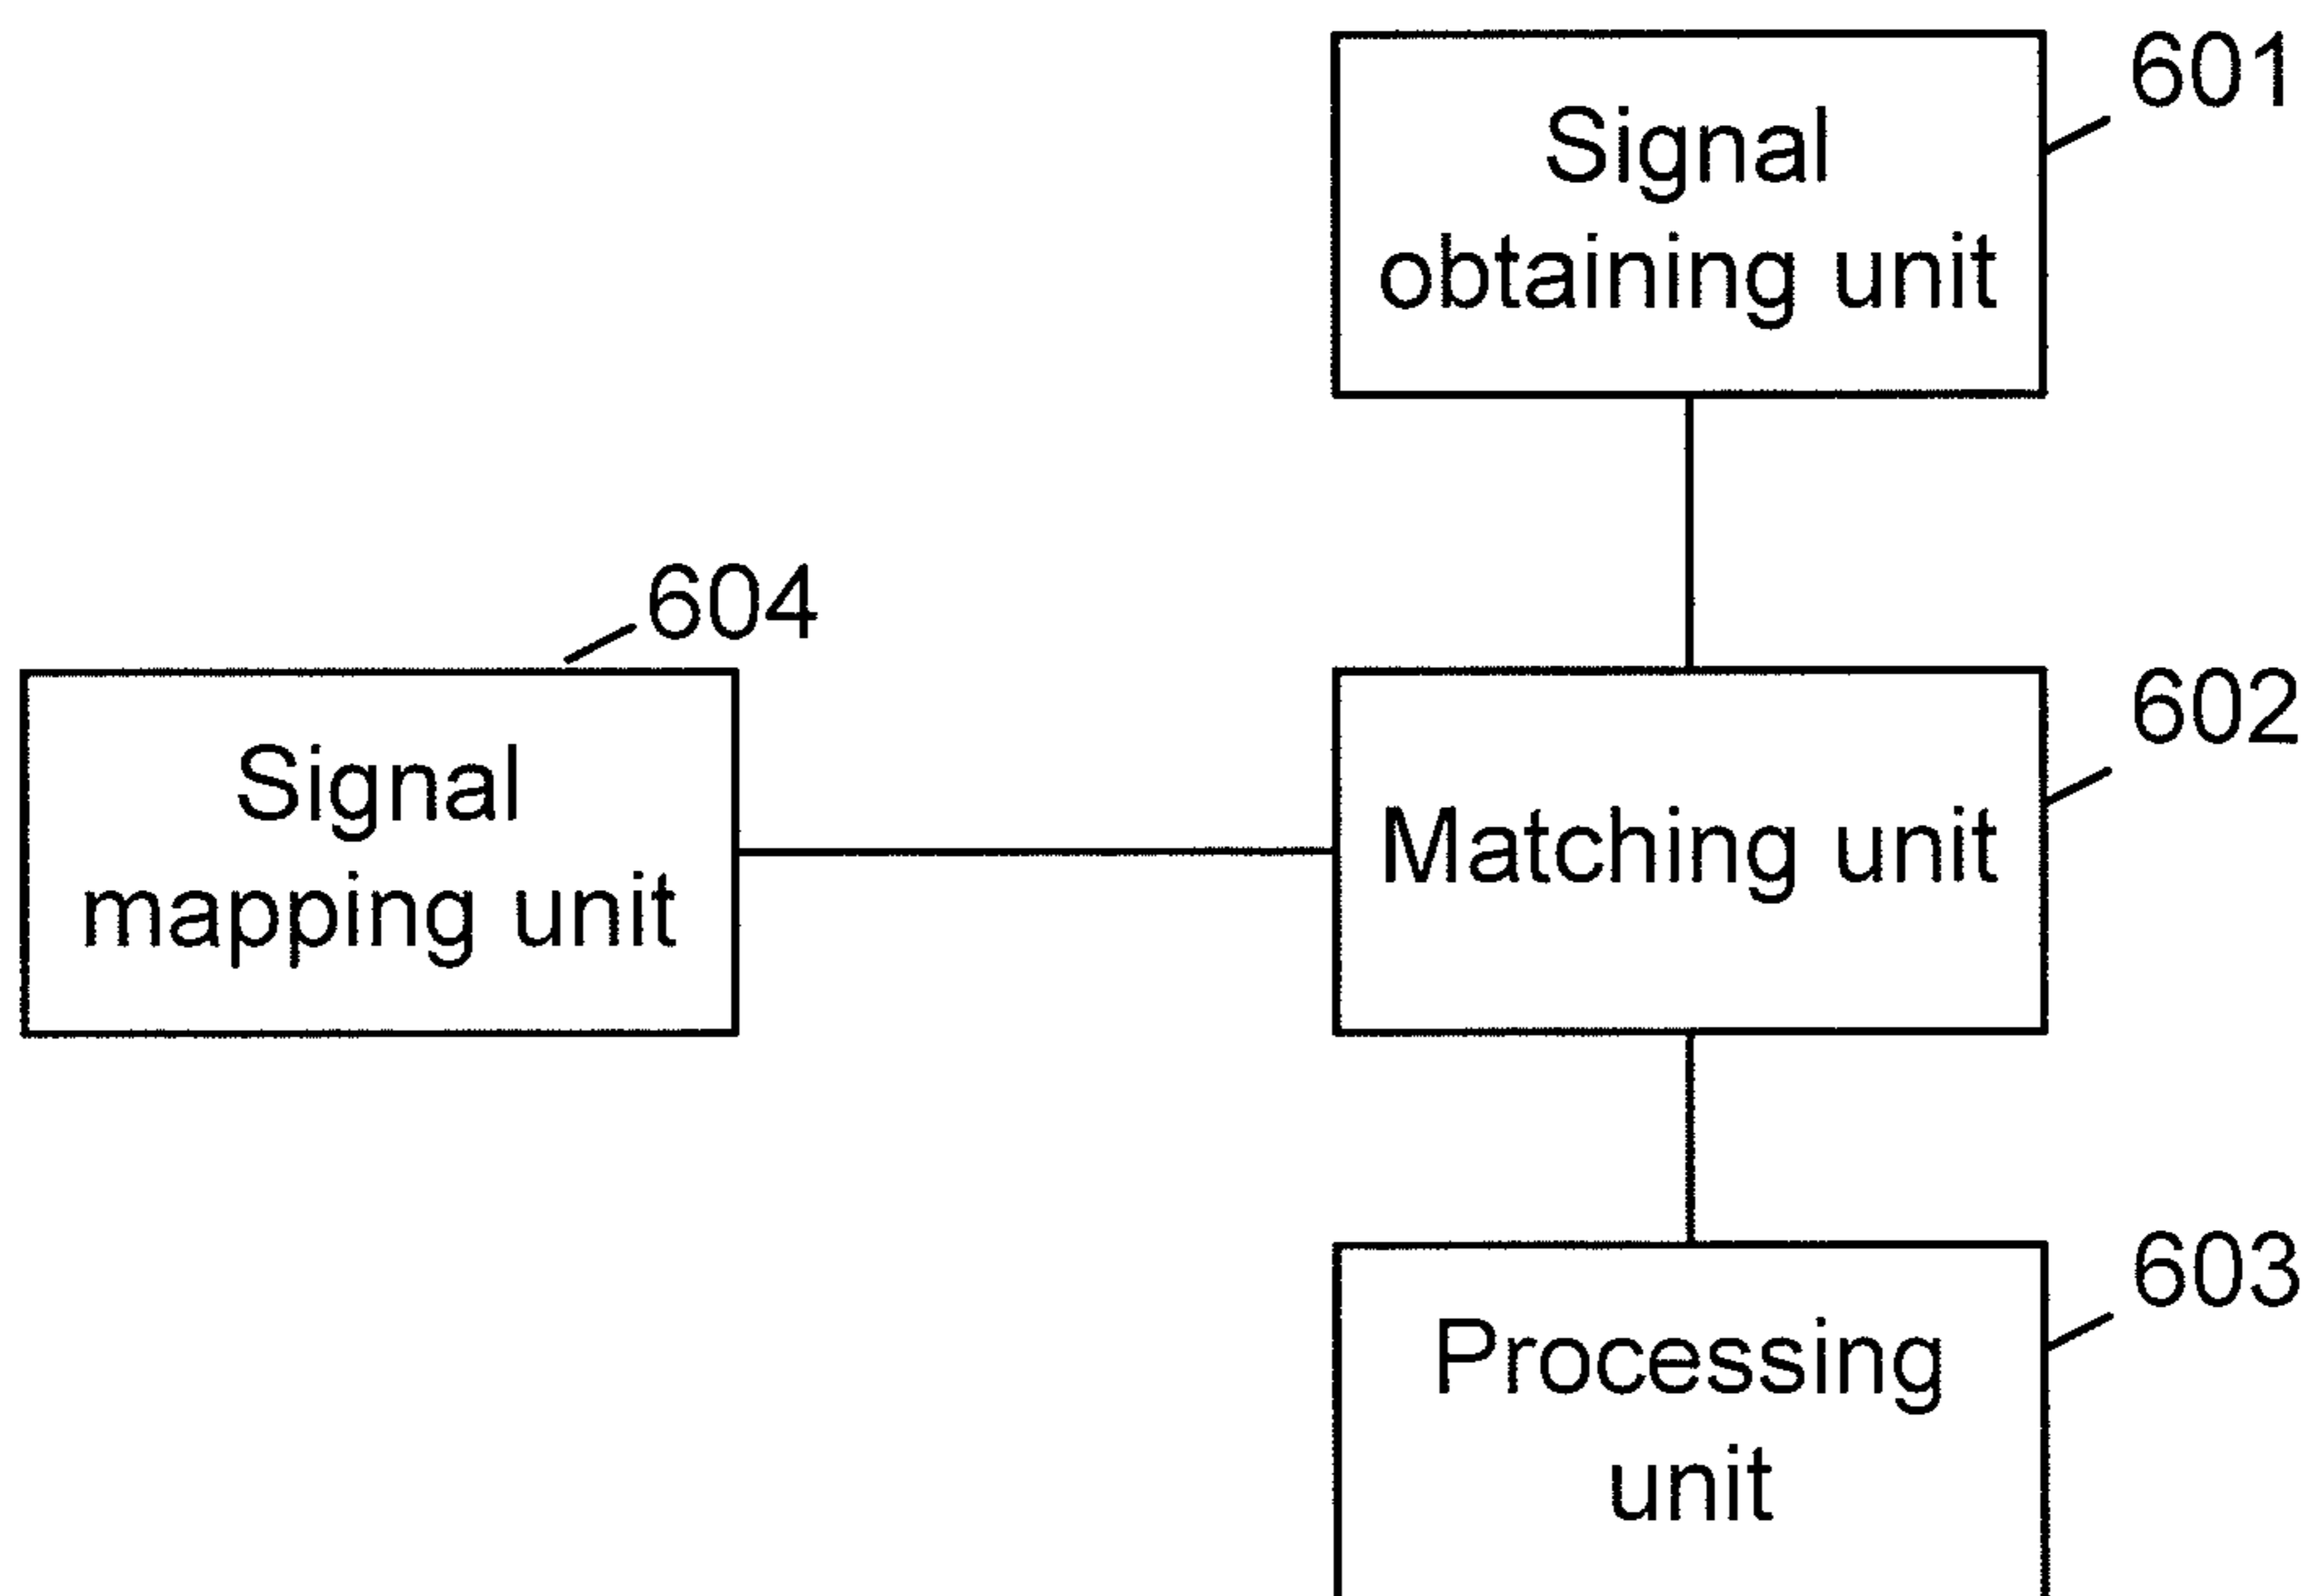 601
Signal
obtaining unit
604
602
Signal
mapping unit
Matching unit
603
Processing
unit